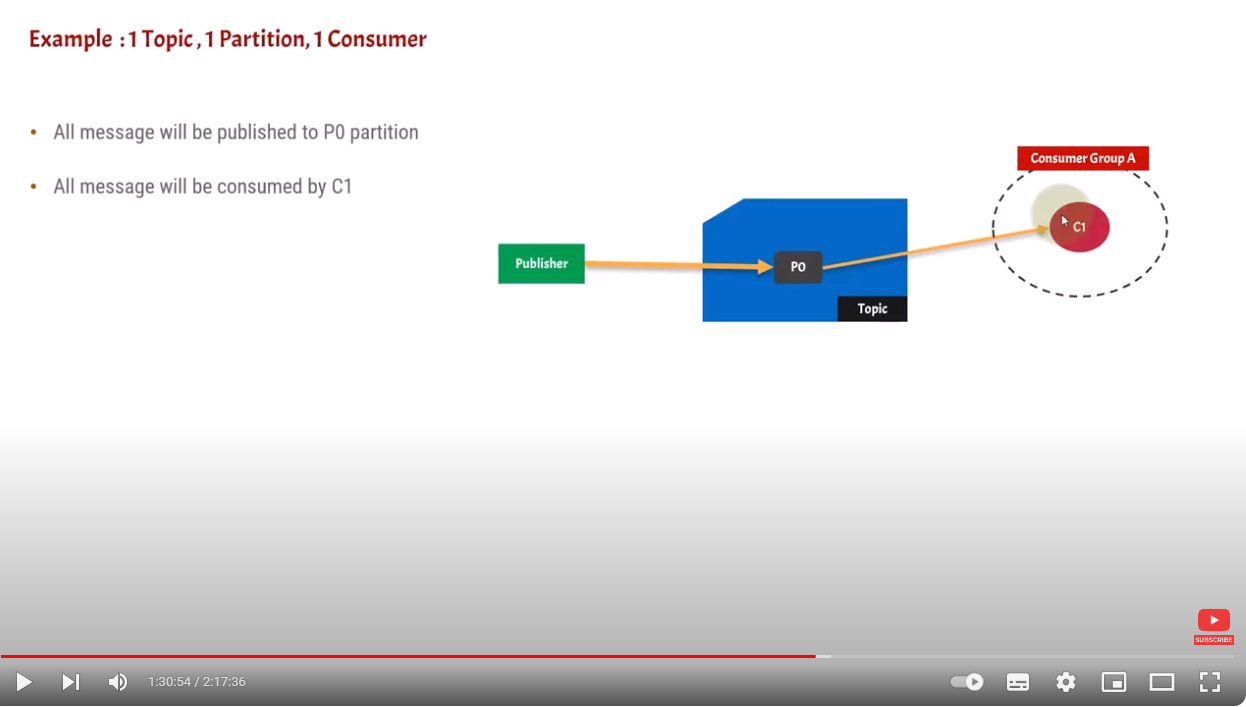 Example : 1 Topic , 1 Partition, 1 Consumer
• All message will be published to P0 partition
• All message will be consumed by C1
Consumer Group A
C1
Publisher
P0
Topic
SUBSCRIBE
1:30:54 / 2:17:36